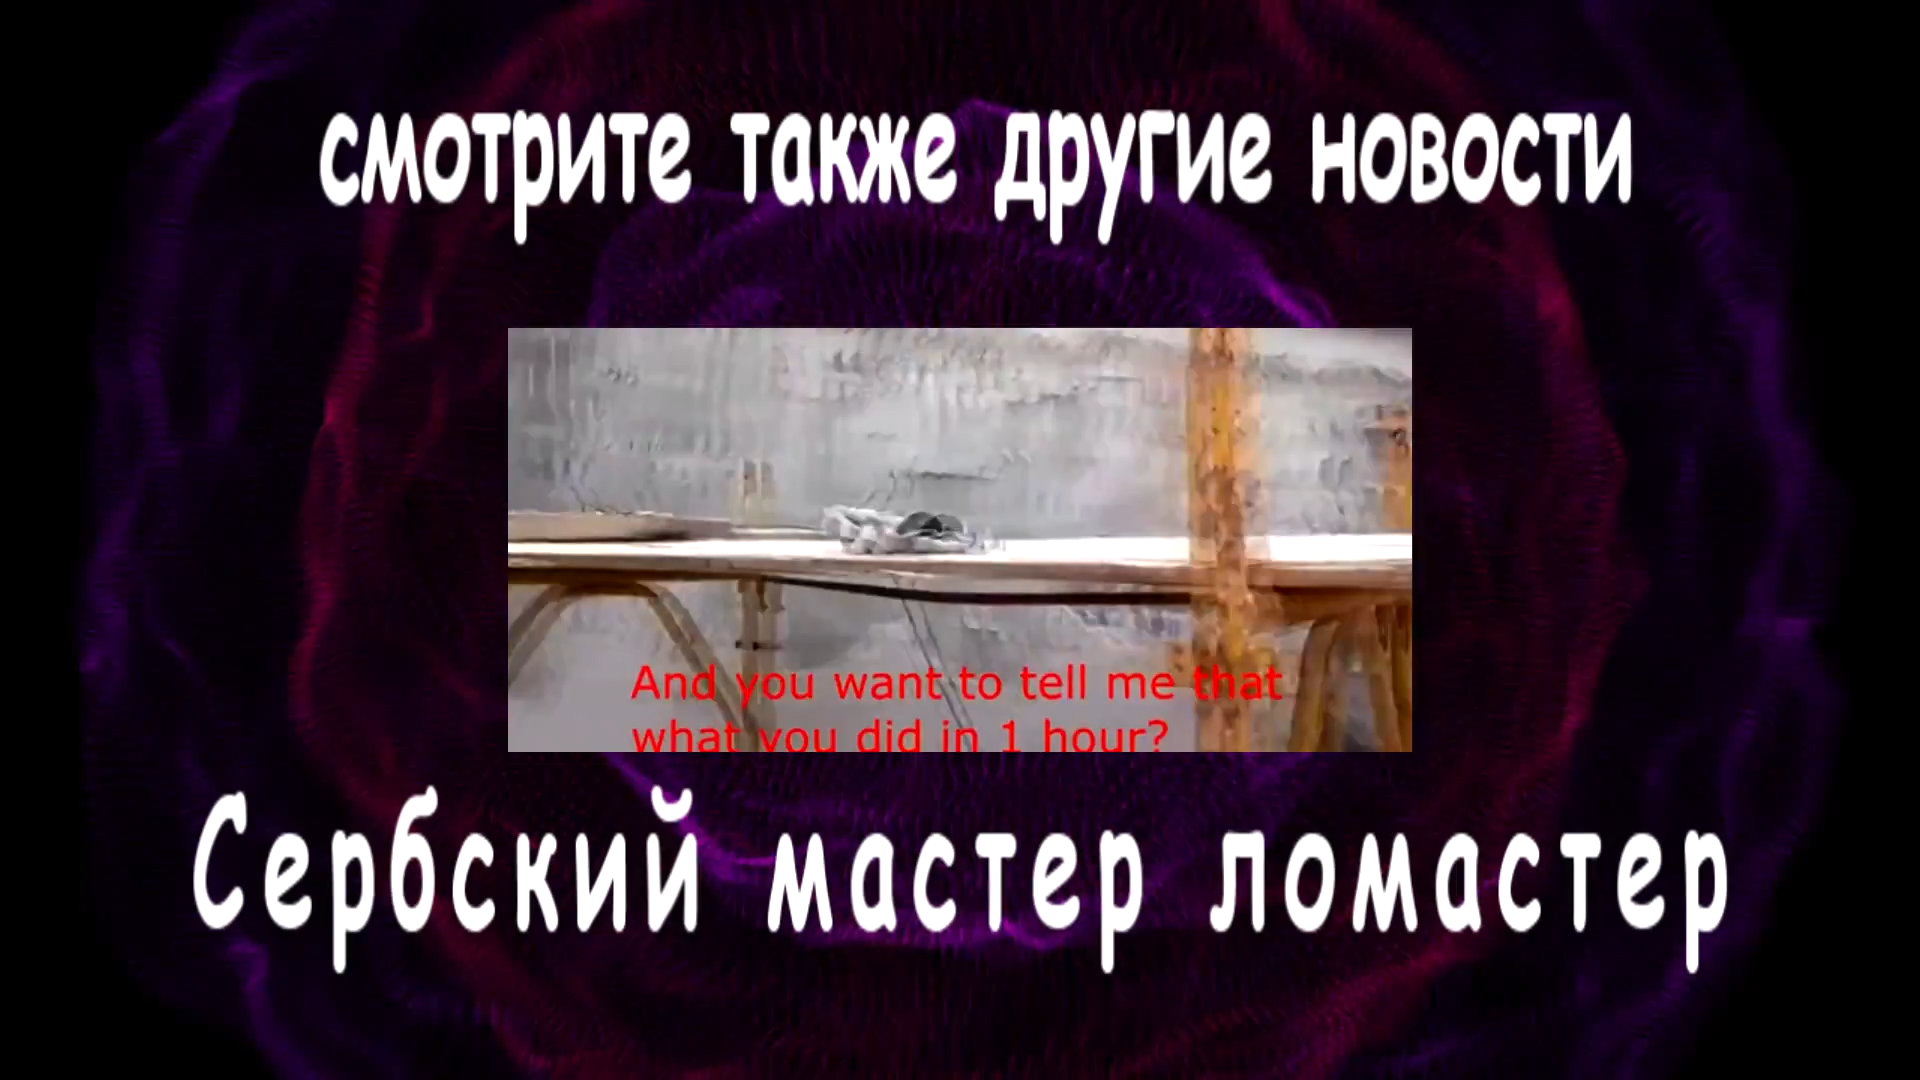 смотрите также другие новости
And you want to tell me that
what you did in 1 hour?
Сербский мастер ломастер